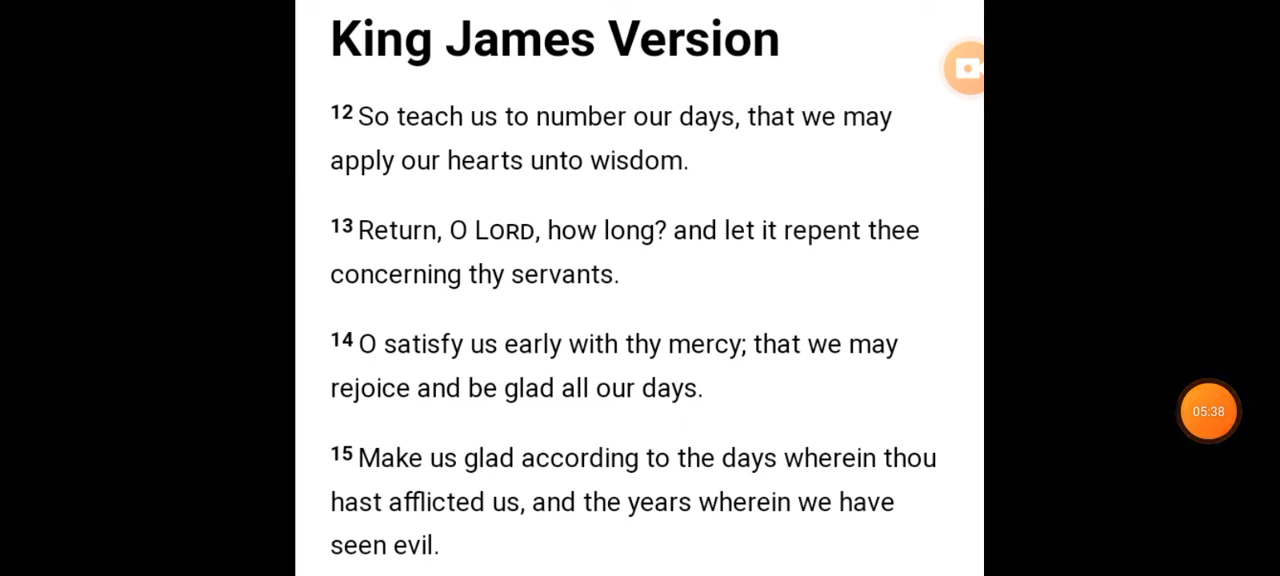 King James Version
12 So teach us to number our days, that we may
apply our hearts unto wisdom.
13 Return, O LORD, how long? and let it repent thee
concerning thy servants.
14 O satisfy us early with thy mercy; that we may
rejoice and be glad all our days.
15 Make us glad according to the days wherein thou
hast afflicted us, and the years wherein we have
seen evil.
05:38